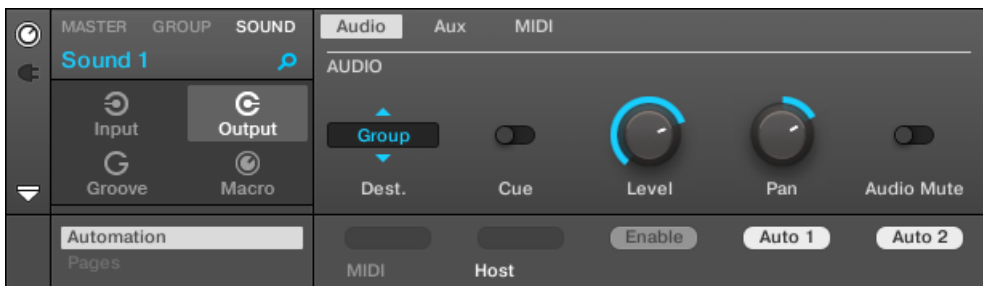 MASTER GROUP SOUND
Sound 1
Input Output
Groove Macro
Automation
Pages
Audio Aux MIDI
AUDIO
Group
Dest. Cue Level Pan Audio Mute
Enable Auto 1 Auto 2
MIDI Host